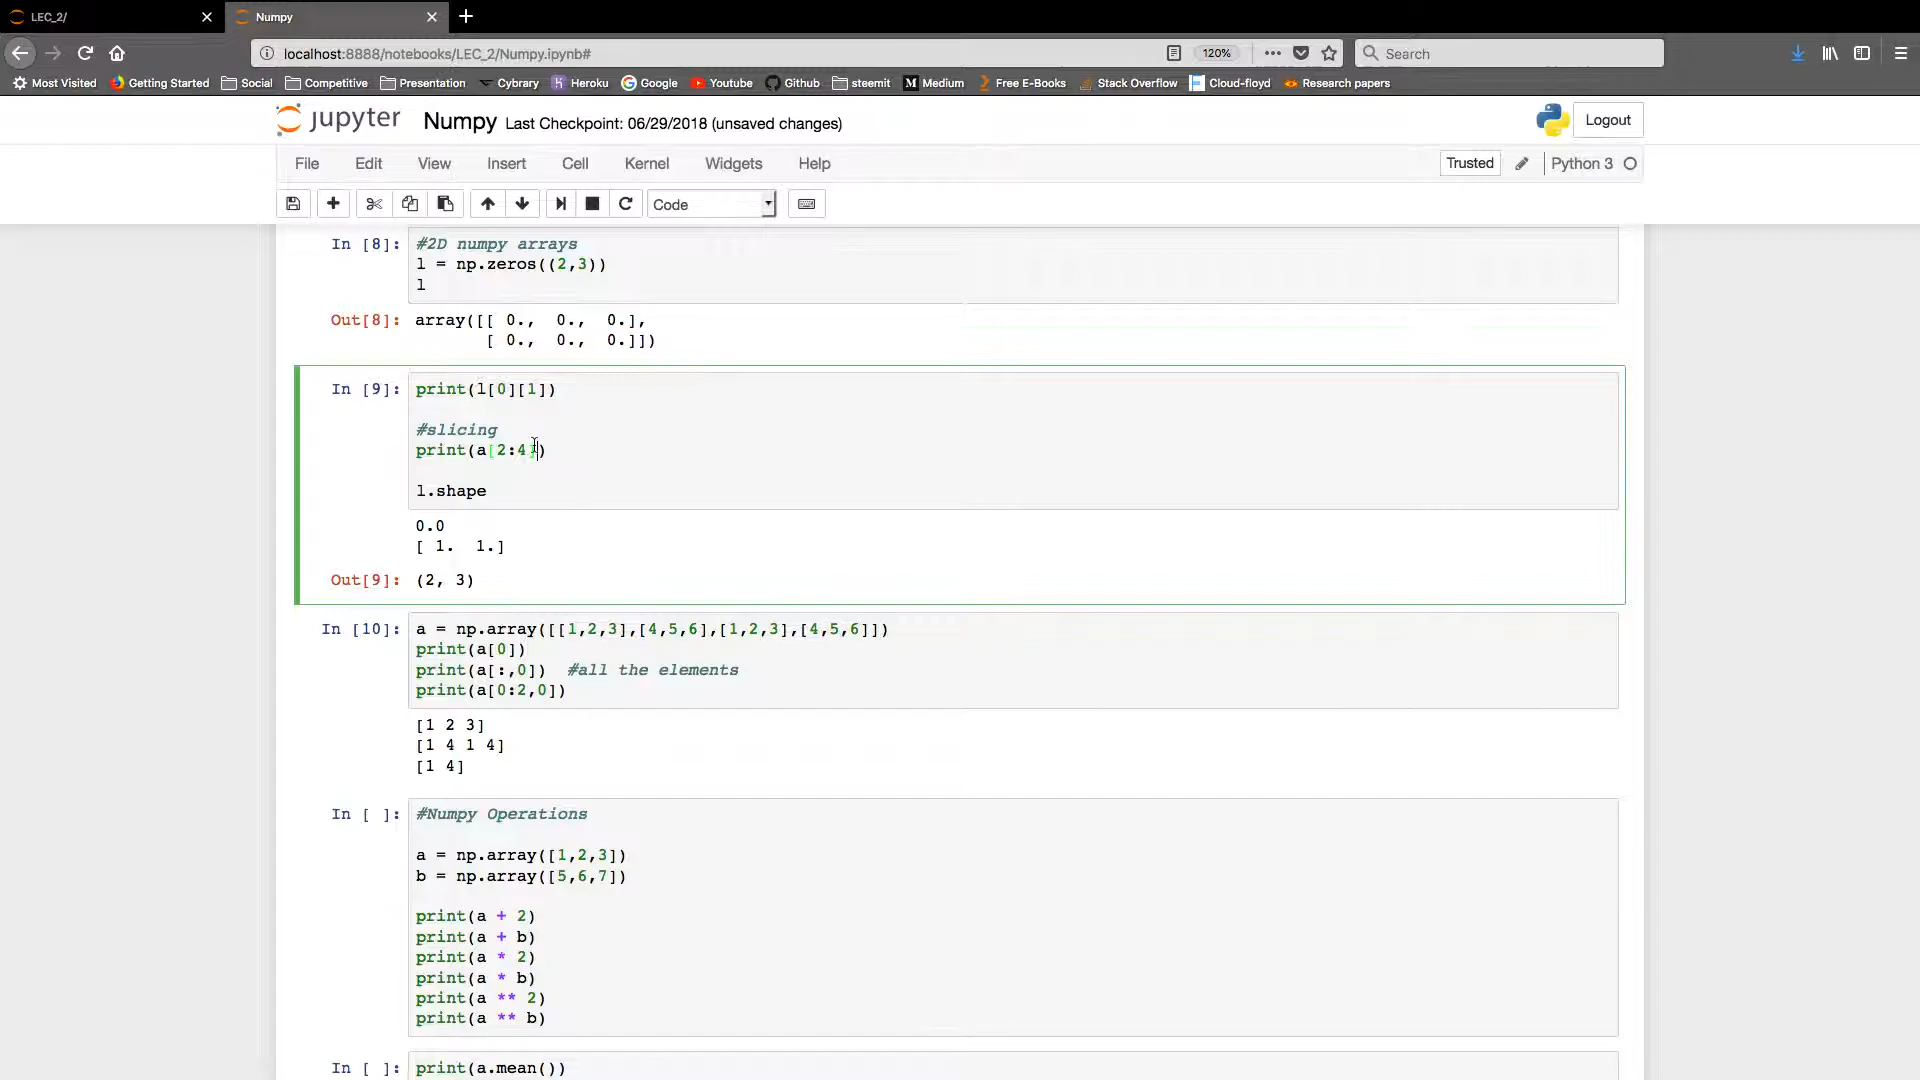 LEC_2/
Numpy
localhost:8888/notebooks/LEC_2/Numpy.ipynb#
120%
Search
Most Visited
Getting Started
Social
Competitive
Presentation
Cybrary
Heroku
Google
Youtube
Github
steemit
Medium
Free E-Books
Stack Overflow
Cloud-floyd
Research papers
jupyter Numpy Last Checkpoint: 06/29/2018 (unsaved changes)
Logout
File Edit View Insert Cell Kernel Widgets Help
Trusted
Python 3
Code
In [8]: #2D numpy arrays
l = np.zeros((2,3))
l
Out[8]: array([[ 0.,  0.,  0.],
[ 0.,  0.,  0.]])
In [9]: print(l[0][1])
#slicing
print(a[2:4])
l.shape
0.0
[ 1.  1.]
Out[9]: (2, 3)
In [10]: a = np.array([[1,2,3],[4,5,6],[1,2,3],[4,5,6]])
print(a[0])
print(a[:,0])  #all the elements
print(a[0:2,0])
[1 2 3]
[1 4 1 4]
[1 4]
In [ ]: #Numpy Operations
a = np.array([1,2,3])
b = np.array([5,6,7])
print(a + 2)
print(a + b)
print(a * 2)
print(a * b)
print(a ** 2)
print(a ** b)
In [ ]: print(a.mean())